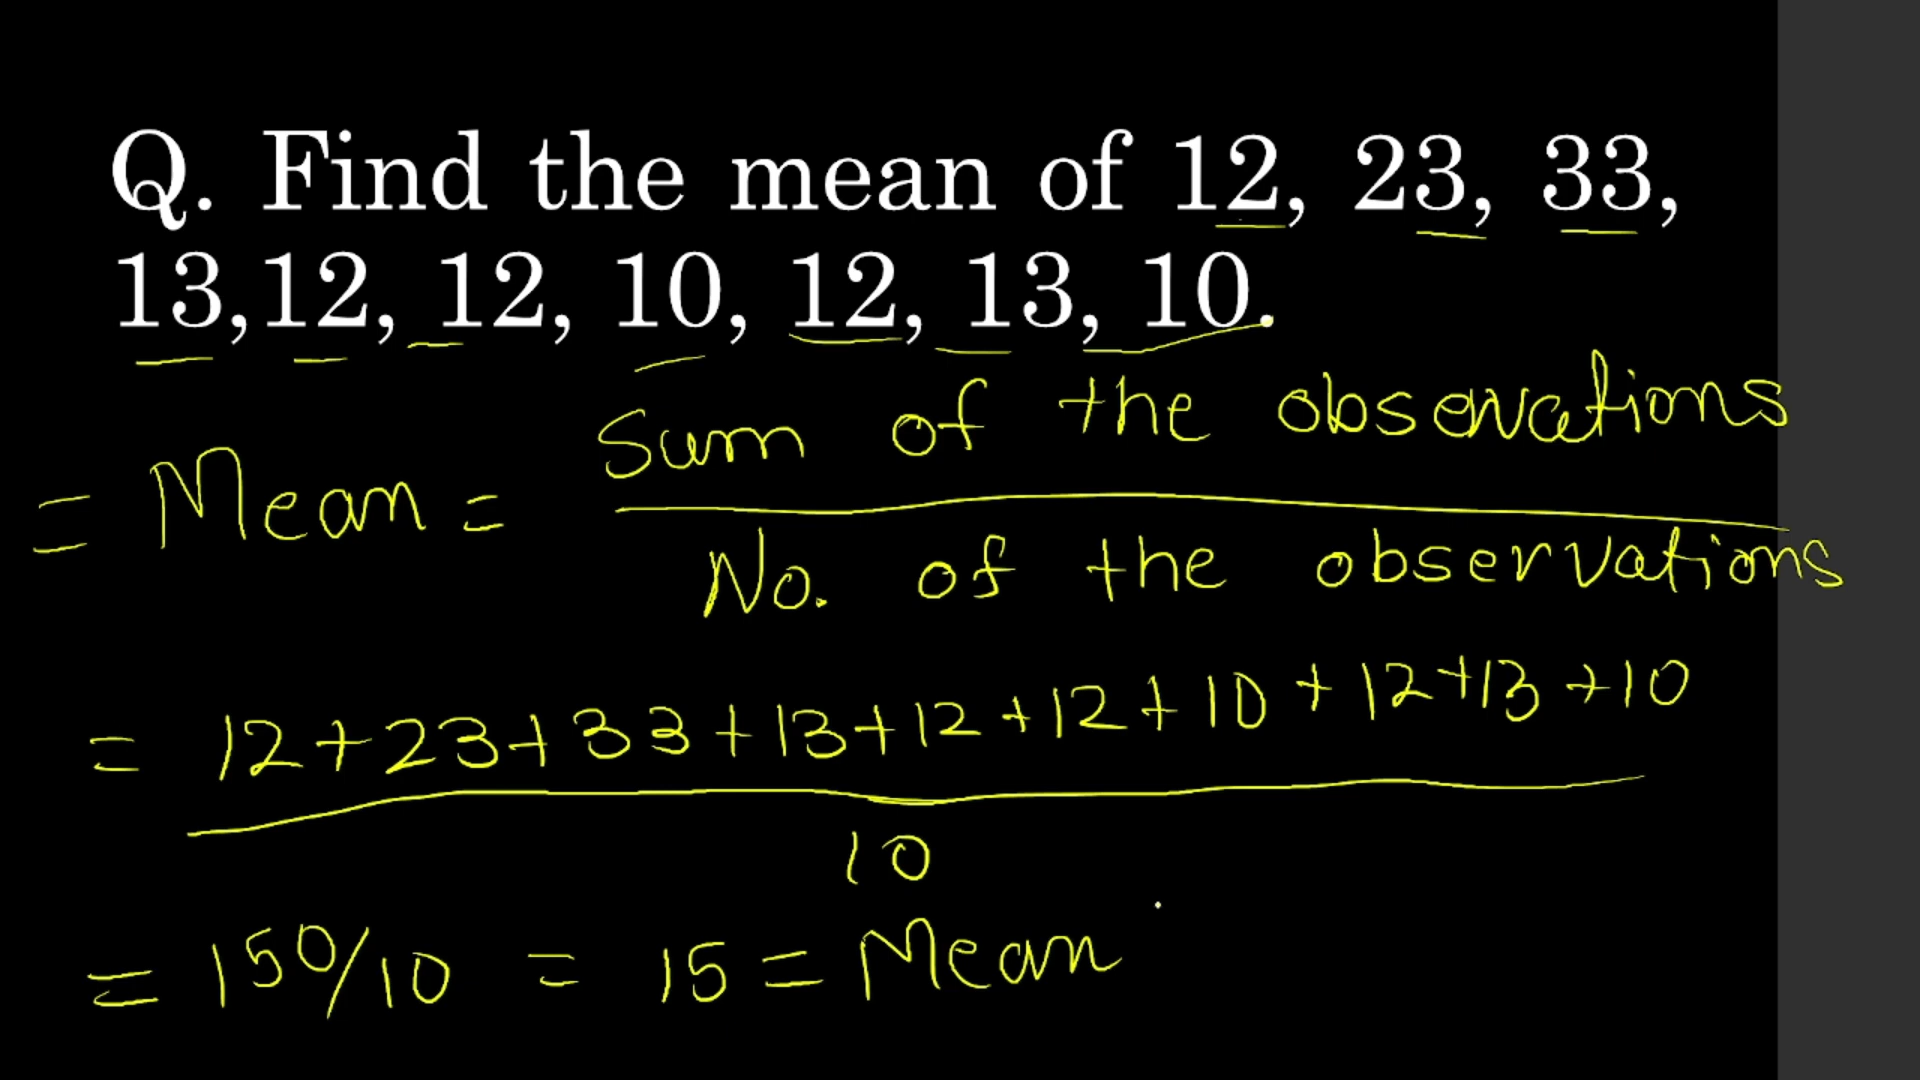 Q. Find the mean of 12, 23, 33,
13,12, 12, 10, 12, 13, 10.
= Mean = Sum of the observations
No. of the observations
= 12+23+33+13+12+12+10+12+13+10
10
= 150/10 = 15 = Mean